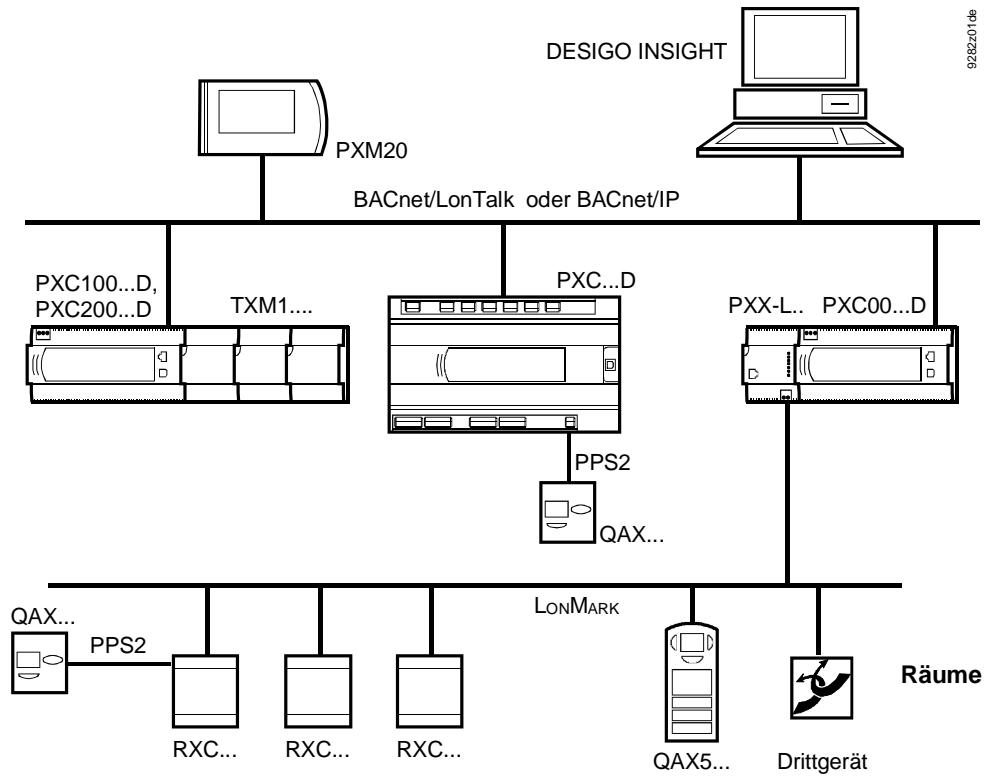 9282z01de
DESIGO INSIGHT
PXM20
BACnet/LonTalk oder BACnet/IP
PXC100...D,
PXC200...D
TXM1....
PXC...D
PXX-L..
PXC00...D
PPS2
QAX...
LONMARK
QAX...
PPS2
Räume
RXC...
RXC...
RXC...
QAX5...
Drittgerät